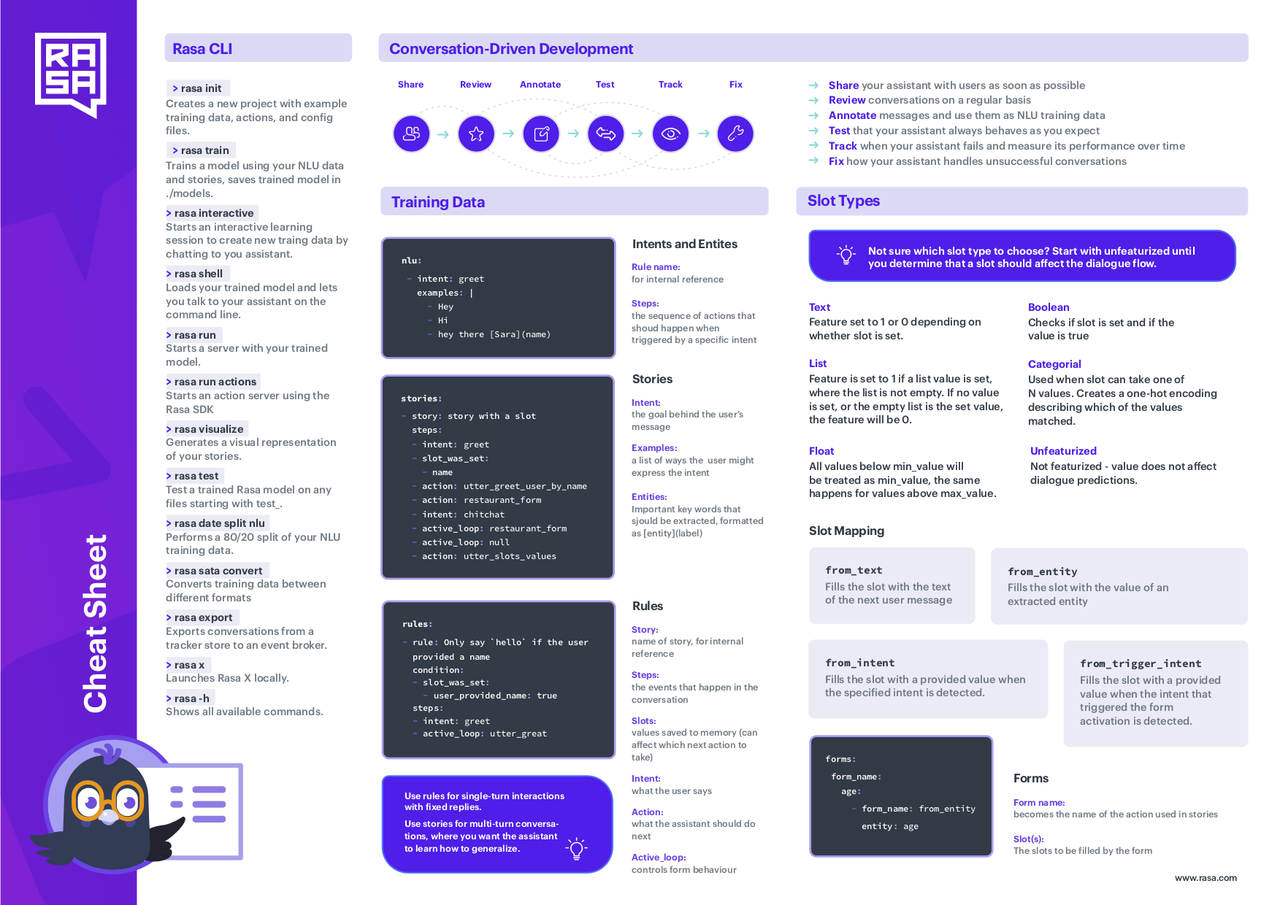 RASA
Cheat Sheet
Rasa CLI
> rasa init
Creates a new project with example
training data, actions, and config
files.
> rasa train
Trains a model using your NLU data
and stories, saves trained model in
./models.
> rasa interactive
Starts an interactive learning
session to create new traing data by
chatting to you assistant.
> rasa shell
Loads your trained model and lets
you talk to your assistant on the
command line.
> rasa run
Starts a server with your trained
model.
> rasa run actions
Starts an action server using the
Rasa SDK
> rasa visualize
Generates a visual representation
of your stories.
> rasa test
Test a trained Rasa model on any
files starting with test_.
> rasa date split nlu
Performs a 80/20 split of your NLU
training data.
> rasa sata convert
Converts training data between
different formats
> rasa export
Exports conversations from a
tracker store to an event broker.
> rasa x
Launches Rasa X locally.
> rasa -h
Shows all available commands.
Conversation-Driven Development
Share Review Annotate Test Track Fix
→ Share your assistant with users as soon as possible
→ Review conversations on a regular basis
→ Annotate messages and use them as NLU training data
→ Test that your assistant always behaves as you expect
→ Track when your assistant fails and measure its performance over time
→ Fix how your assistant handles unsuccessful conversations
Training Data
nlu:
- intent: greet
examples: |
- Hey
- Hi
- hey there [Sara](name)
Intents and Entites
Rule name:
for internal reference
Steps:
the sequence of actions that
shoud happen when
triggered by a specific intent
stories:
- story: story with a slot
steps:
- intent: greet
- slot_was_set:
- name
- action: utter_greet_user_by_name
- action: restaurant_form
- intent: chitchat
- active_loop: restaurant_form
- active_loop: null
- action: utter_slots_values
Stories
Intent:
the goal behind the user's
message
Examples:
a list of ways the user might
express the intent
Entities:
Important key words that
sjould be extracted, formatted
as [entity](label)
rules:
- rule: Only say `hello` if the user
provided a name
condition:
- slot_was_set:
- user_provided_name: true
steps:
- intent: greet
- active_loop: utter_great
Use rules for single-turn interactions
with fixed replies.
Use stories for multi-turn conversa-
tions, where you want the assistant
to learn how to generalize.
Rules
Story:
name of story, for internal
reference
Steps:
the events that happen in the
conversation
Slots:
values saved to memory (can
affect which next action to
take)
Intent:
what the user says
Action:
what the assistant should do
next
Active_loop:
controls form behaviour
Slot Types
Not sure which slot type to choose? Start with unfeaturized until
you determine that a slot should affect the dialogue flow.
Text
Feature set to 1 or 0 depending on
whether slot is set.
Boolean
Checks if slot is set and if the
value is true
List
Feature is set to 1 if a list value is set,
where the list is not empty. If no value
is set, or the empty list is the set value,
the feature will be 0.
Categorial
Used when slot can take one of
N values. Creates a one-hot encoding
describing which of the values
matched.
Float
All values below min_value will
be treated as min_value, the same
happens for values above max_value.
Unfeaturized
Not featurized - value does not affect
dialogue predictions.
Slot Mapping
from_text
Fills the slot with the text
of the next user message
from_entity
Fills the slot with the value of an
extracted entity
from_intent
Fills the slot with a provided value when
the specified intent is detected.
from_trigger_intent
Fills the slot with a provided
value when the intent that
triggered the form
activation is detected.
forms:
form_name:
age:
- form_name: from_entity
entity: age
Forms
Form name:
becomes the name of the action used in stories
Slot(s):
The slots to be filled by the form
www.rasa.com